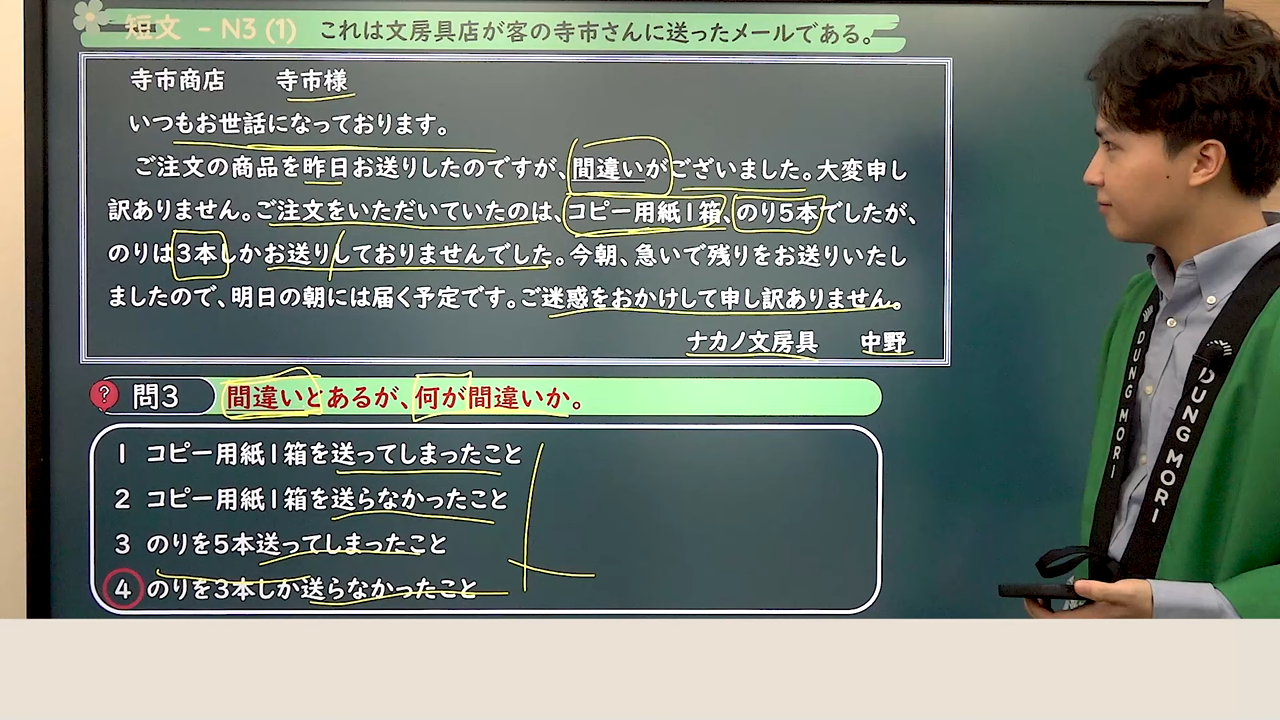 短文 - N3 (1) これは文房具店が客の寺市さんに送ったメールである。
寺市商店 寺市様
いつもお世話になっております。
ご注文の商品を昨日お送りしたのですが、間違いがございました。大変申し
訳ありません。ご注文をいただいていたのは、コピー用紙1箱、のり5本でしたが、
のりは3本しかお送りしておりませんでした。今朝、急いで残りをお送りいたし
ましたので、明日の朝には届く予定です。ご迷惑をおかけして申し訳ありません。
ナカノ文房具 中野
? 問3 間違いとあるが、何が間違いか。
1 コピー用紙1箱を送ってしまったこと
2 コピー用紙1箱を送らなかったこと
3 のりを5本送ってしまったこと
4 のりを3本しか送らなかったこと
DUNG MORI
DUNG MORI